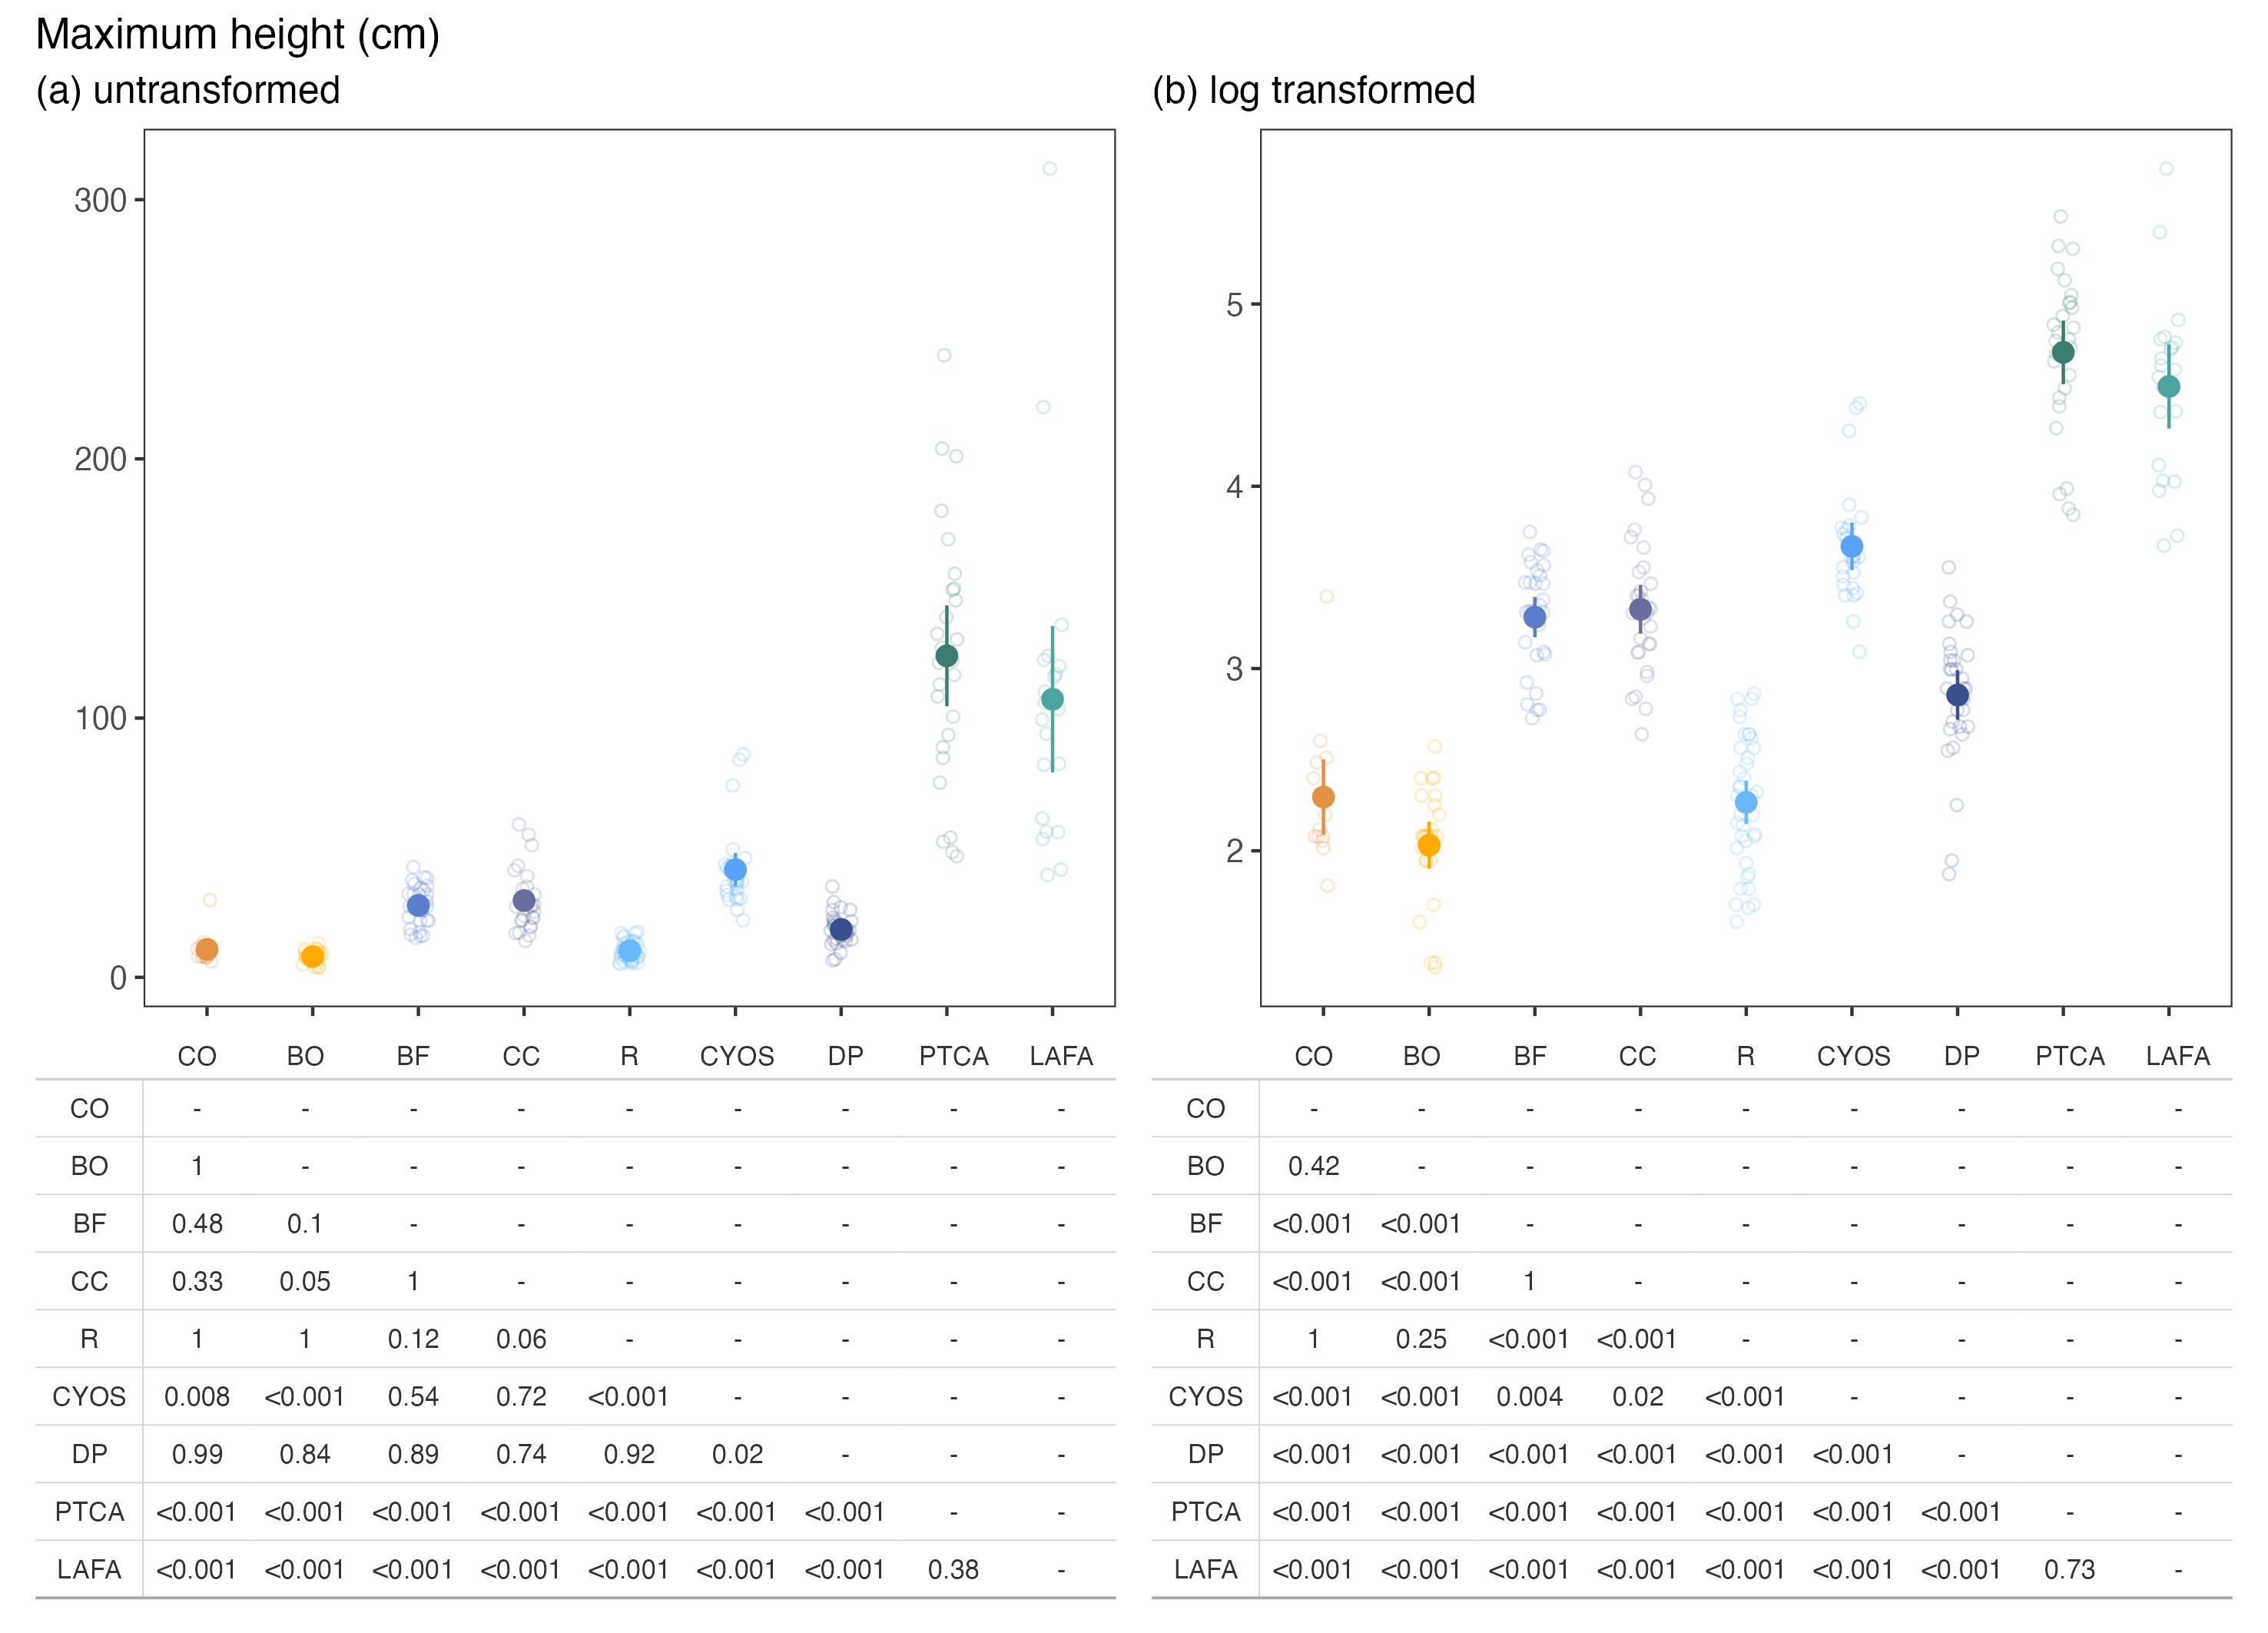 Maximum height (cm)
(a) untransformed
300
200
100
0
CO BO BF CC R CYOS DP PTCA LAFA
CO - - - - - - - - -
BO 1 - - - - - - - -
BF 0.48 0.1 - - - - - - -
CC 0.33 0.05 1 - - - - - -
R 1 1 0.12 0.06 - - - - -
CYOS 0.008 <0.001 0.54 0.72 <0.001 - - - -
DP 0.99 0.84 0.89 0.74 0.92 0.02 - - -
PTCA <0.001 <0.001 <0.001 <0.001 <0.001 <0.001 <0.001 - -
LAFA <0.001 <0.001 <0.001 <0.001 <0.001 <0.001 <0.001 0.38 -
(b) log transformed
5
4
3
2
CO BO BF CC R CYOS DP PTCA LAFA
CO - - - - - - - - -
BO 0.42 - - - - - - - -
BF <0.001 <0.001 - - - - - - -
CC <0.001 <0.001 1 - - - - - -
R 1 0.25 <0.001 <0.001 - - - - -
CYOS <0.001 <0.001 0.004 0.02 <0.001 - - - -
DP <0.001 <0.001 <0.001 <0.001 <0.001 <0.001 - - -
PTCA <0.001 <0.001 <0.001 <0.001 <0.001 <0.001 <0.001 - -
LAFA <0.001 <0.001 <0.001 <0.001 <0.001 <0.001 <0.001 0.73 -